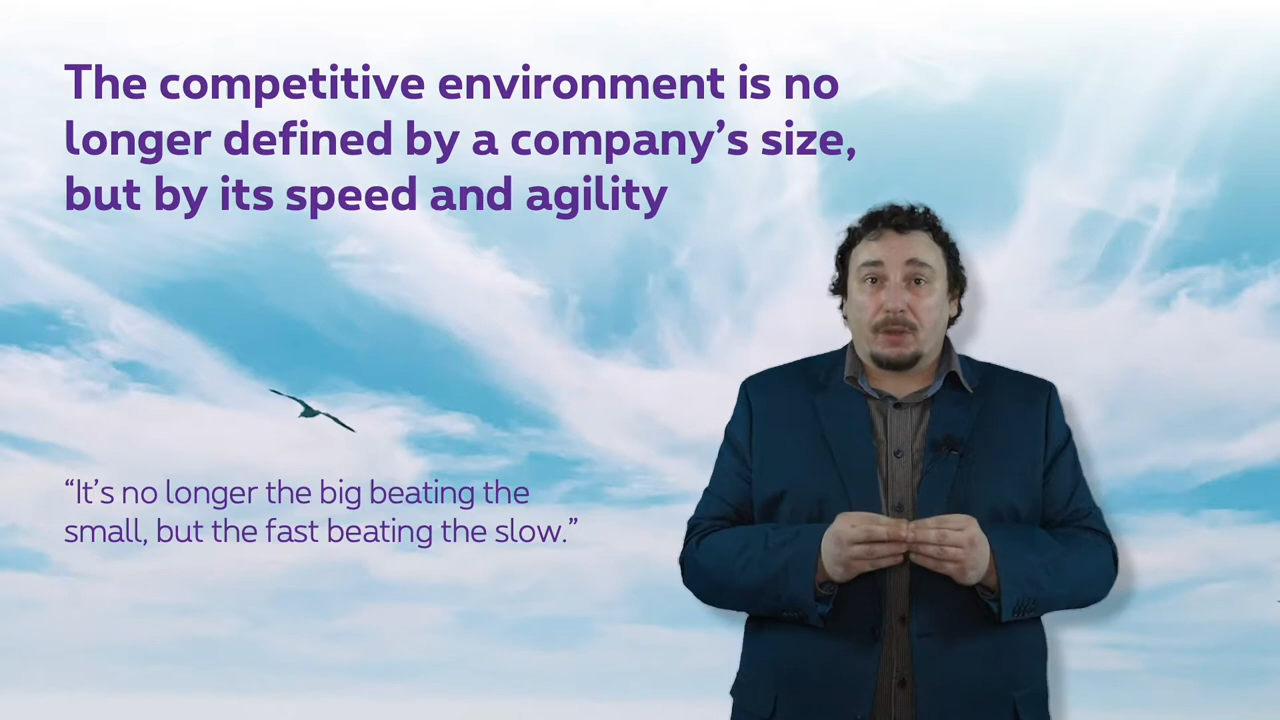 The competitive environment is no
longer defined by a company’s size,
but by its speed and agility
“It’s no longer the big beating the
small, but the fast beating the slow.”